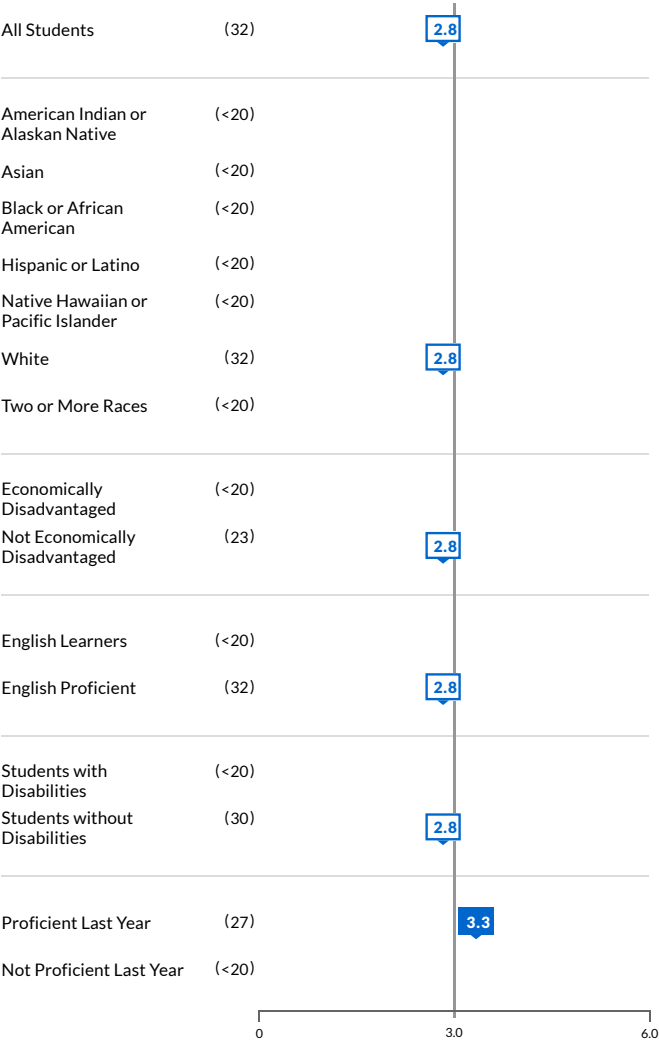 All Students (32) 2.8
American Indian or (<20)
Alaskan Native
Asian (<20)
Black or African (<20)
American
Hispanic or Latino (<20)
Native Hawaiian or (<20)
Pacific Islander
White (32) 2.8
Two or More Races (<20)
Economically (<20)
Disadvantaged
Not Economically (23) 2.8
Disadvantaged
English Learners (<20)
English Proficient (32) 2.8
Students with (<20)
Disabilities
Students without (30) 2.8
Disabilities
Proficient Last Year (27) 3.3
Not Proficient Last Year (<20)
0 3.0 6.0